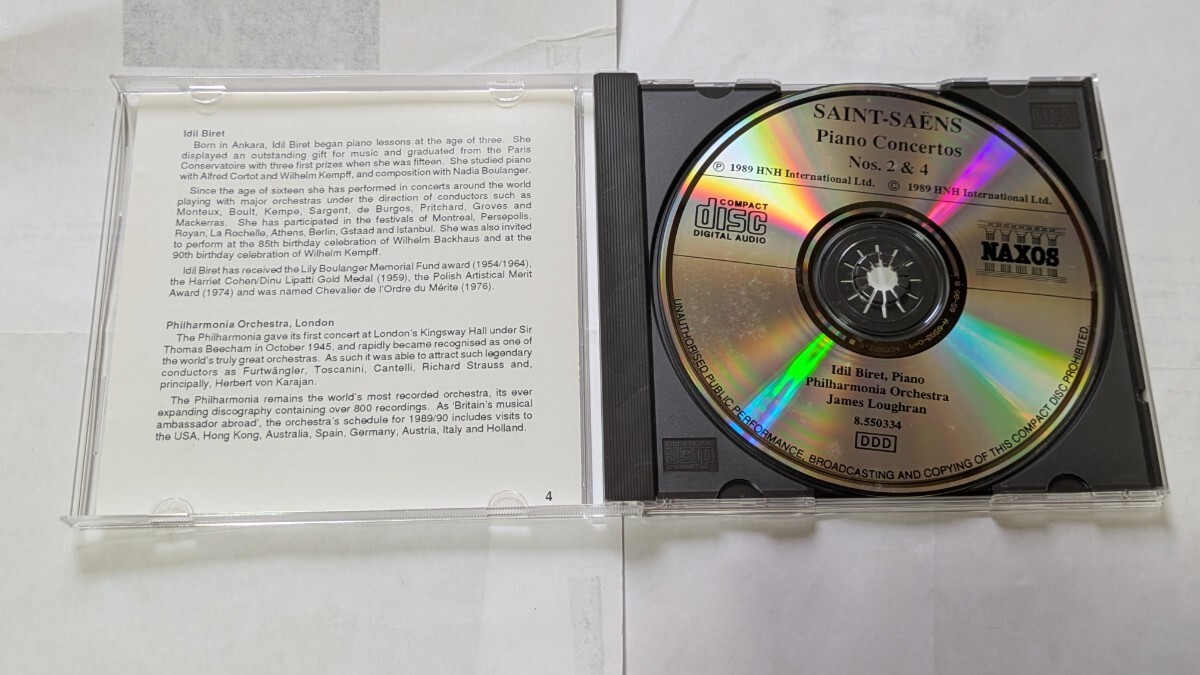 Idil Biret
Born in Ankara, Idil Biret began piano lessons at the age of three. She
displayed an outstanding gift for music and graduated from the Paris
Conservatoire with three first prizes when she was fifteen. She studied piano
with Alfred Cortot and Wilhelm Kempff, and composition with Nadia Boulanger.
Since the age of sixteen she has performed in concerts around the world
playing with major orchestras under the direction of conductors such as
Monteux, Boult, Kempe, Sargent, de Burgos, Pritchard, Groves and
Mackerras. She has participated in the festivals of Montreal, Persepolis,
Royan, La Rochelle, Athens, Berlin, Gstaad and Istanbul. She was also invited
to perform at the 85th birthday celebration of Wilhelm Backhaus and at the
90th birthday celebration of Wilhelm Kempff.
Idil Biret has received the Lily Boulanger Memorial Fund award (1954/1964),
the Harriet Cohen/Dinu Lipatti Gold Medal (1959), the Polish Artistical Merit
Award (1974) and was named Chevalier de l'Ordre du Mérite (1976).
Philharmonia Orchestra, London
The Philharmonia gave its first concert at London's Kingsway Hall under Sir
Thomas Beecham in October 1945, and rapidly became recognised as one of
the world's truly great orchestras. As such it was able to attract such legendary
conductors as Furtwängler, Toscanini, Cantelli, Richard Strauss and,
principally, Herbert von Karajan.
The Philharmonia remains the world's most recorded orchestra, its ever
expanding discography containing over 800 recordings. As 'Britain's musical
ambassador abroad', the orchestra's schedule for 1989/90 includes visits to
the USA, Hong Kong, Australia, Spain, Germany, Austria, Italy and Holland.
4
SAINT-SAËNS
Piano Concertos
Nos. 2 & 4
℗ 1989 HNH International Ltd. © 1989 HNH International Ltd.
COMPACT
disc
DIGITAL AUDIO
NAXOS
Idil Biret, Piano
Philharmonia Orchestra
James Loughran
8.550334
DDD
UNAUTHORISED PUBLIC PERFORMANCE, BROADCASTING AND COPYING OF THIS COMPACT DISC PROHIBITED.